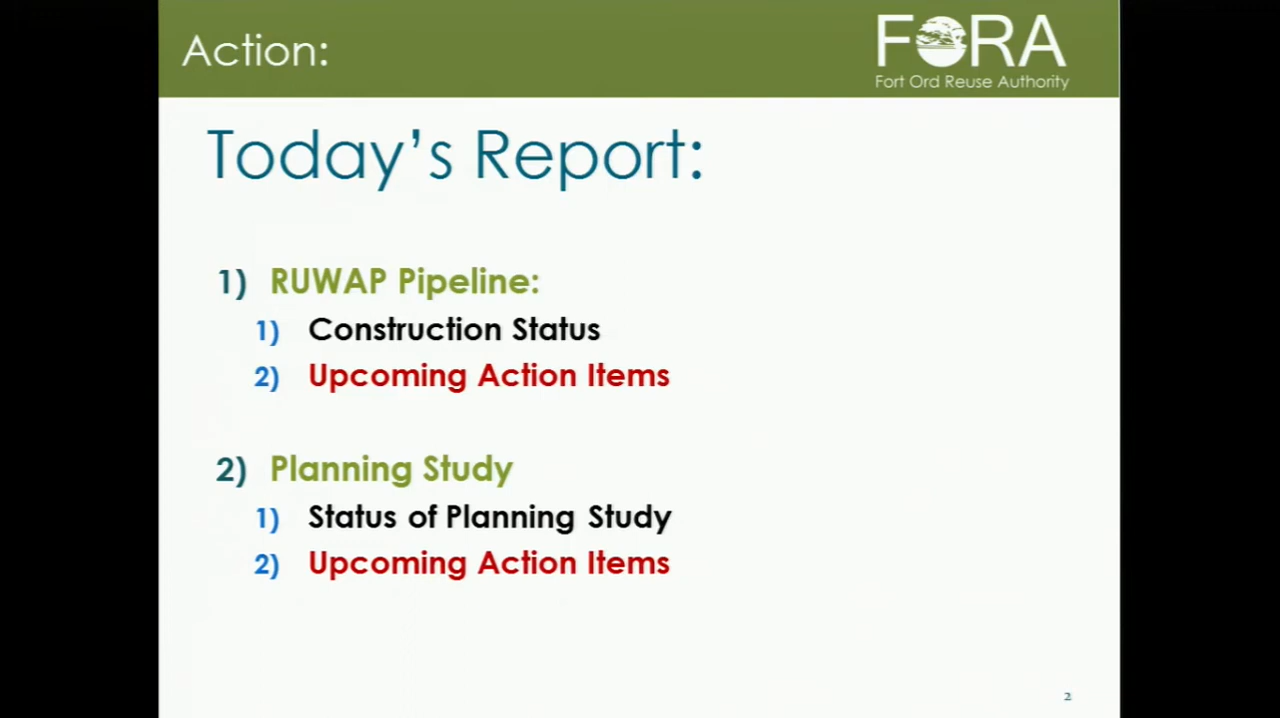 Action:
FORA
Fort Ord Reuse Authority
Today's Report:
1) RUWAP Pipeline:
1) Construction Status
2) Upcoming Action Items
2) Planning Study
1) Status of Planning Study
2) Upcoming Action Items
2